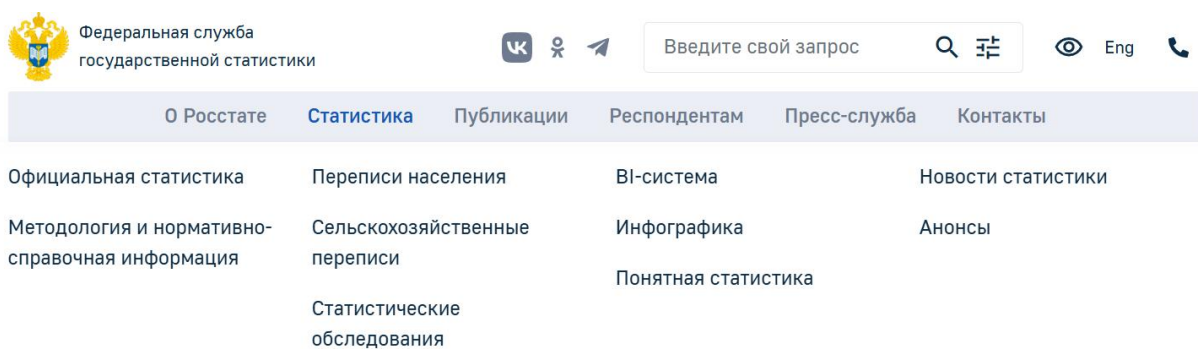 Федеральная служба
государственной статистики
Введите свой запрос
Eng
О Росстате
Статистика
Публикации
Респондентам
Пресс-служба
Контакты
Официальная статистика
Методология и нормативно-
справочная информация
Переписи населения
Сельскохозяйственные
переписи
Статистические
обследования
BI-система
Инфографика
Понятная статистика
Новости статистики
Анонсы